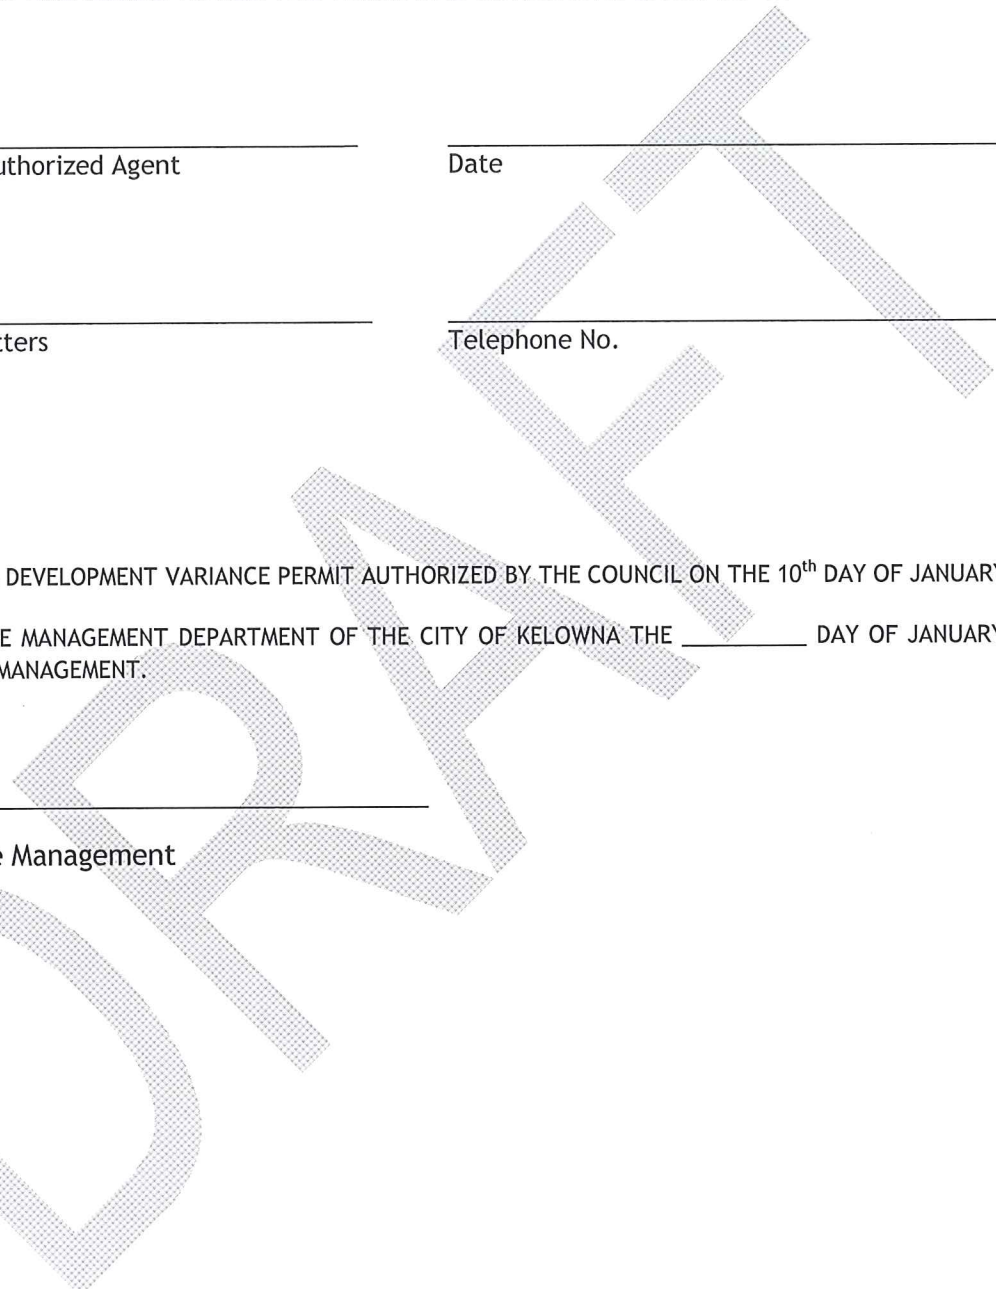 uthorized Agent Date
tters Telephone No.
DEVELOPMENT VARIANCE PERMIT AUTHORIZED BY THE COUNCIL ON THE 10th DAY OF JANUARY
E MANAGEMENT DEPARTMENT OF THE CITY OF KELOWNA THE __________ DAY OF JANUARY
MANAGEMENT.
e Management
DRAFT